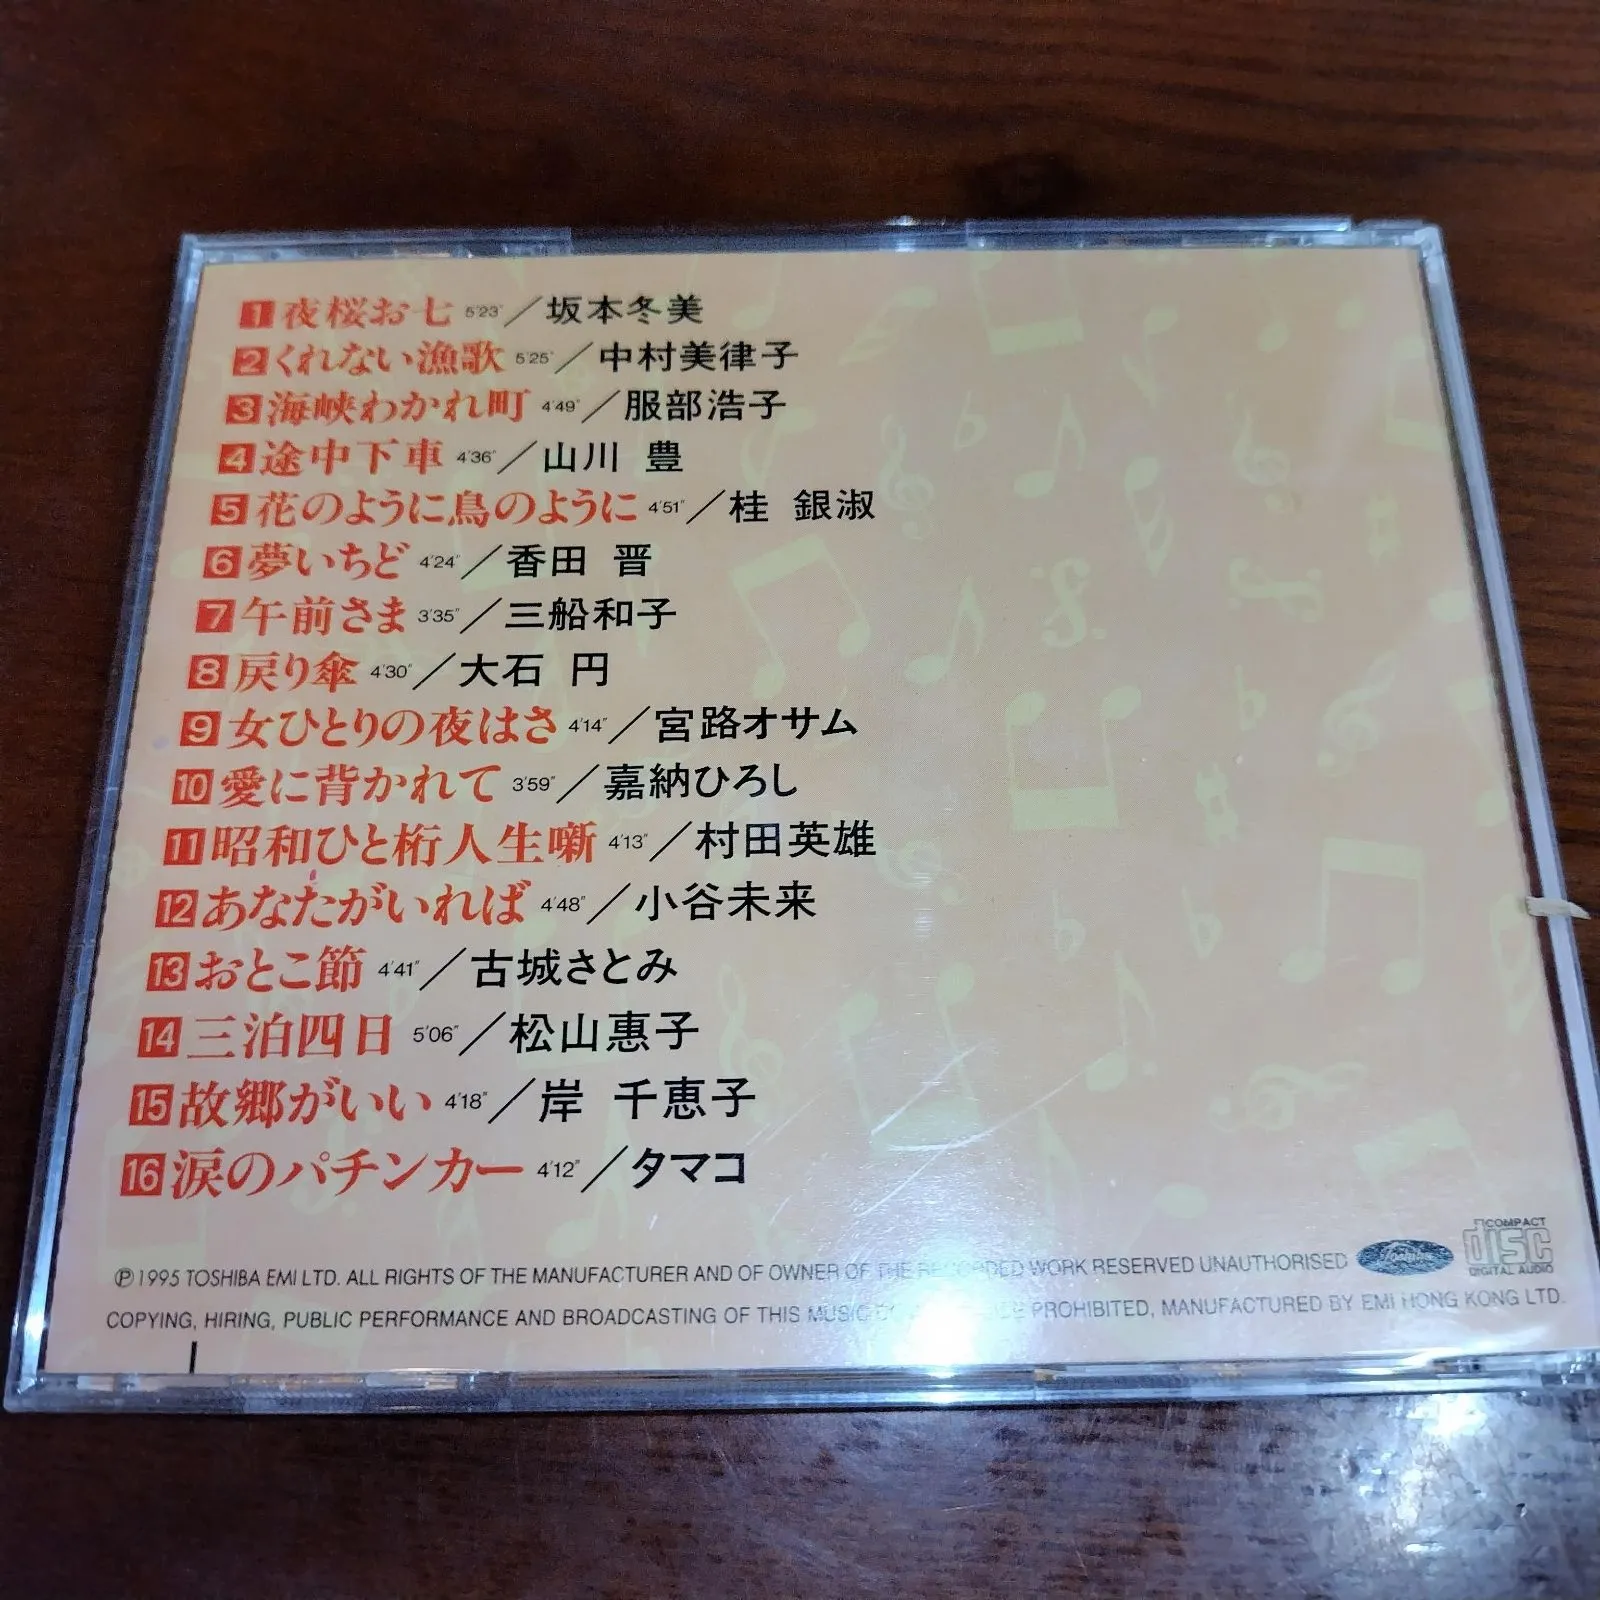 1 夜桜お七 5'23" ／坂本冬美
2 くれない漁歌 5'25" ／中村美律子
3 海峡わかれ町 4'49" ／服部浩子
4 途中下車 4'36" ／山川 豊
5 花のように鳥のように 4'51" ／桂 銀淑
6 夢いちど 4'24" ／香田 晋
7 午前さま 3'35" ／三船和子
8 戻り傘 4'30" ／大石 円
9 女ひとりの夜はさ 4'14" ／宮路オサム
10 愛に背かれて 3'59" ／嘉納ひろし
11 昭和ひと桁人生噺 4'13" ／村田英雄
12 あなたがいれば 4'48" ／小谷未来
13 おとこ節 4'41" ／古城さとみ
14 三泊四日 5'06" ／松山惠子
15 故郷がいい 4'18" ／岸 千恵子
16 涙のパチンカー 4'12" ／タマコ
Ⓟ1995 TOSHIBA EMI LTD. ALL RIGHTS OF THE MANUFACTURER AND OF OWNER OF THE RECORDED WORK RESERVED UNAUTHORISED
COMPACT
disc
DIGITAL AUDIO
COPYING, HIRING, PUBLIC PERFORMANCE AND BROADCASTING OF THIS MUSIC PROHIBITED, MANUFACTURED BY EMI HONG KONG LTD.